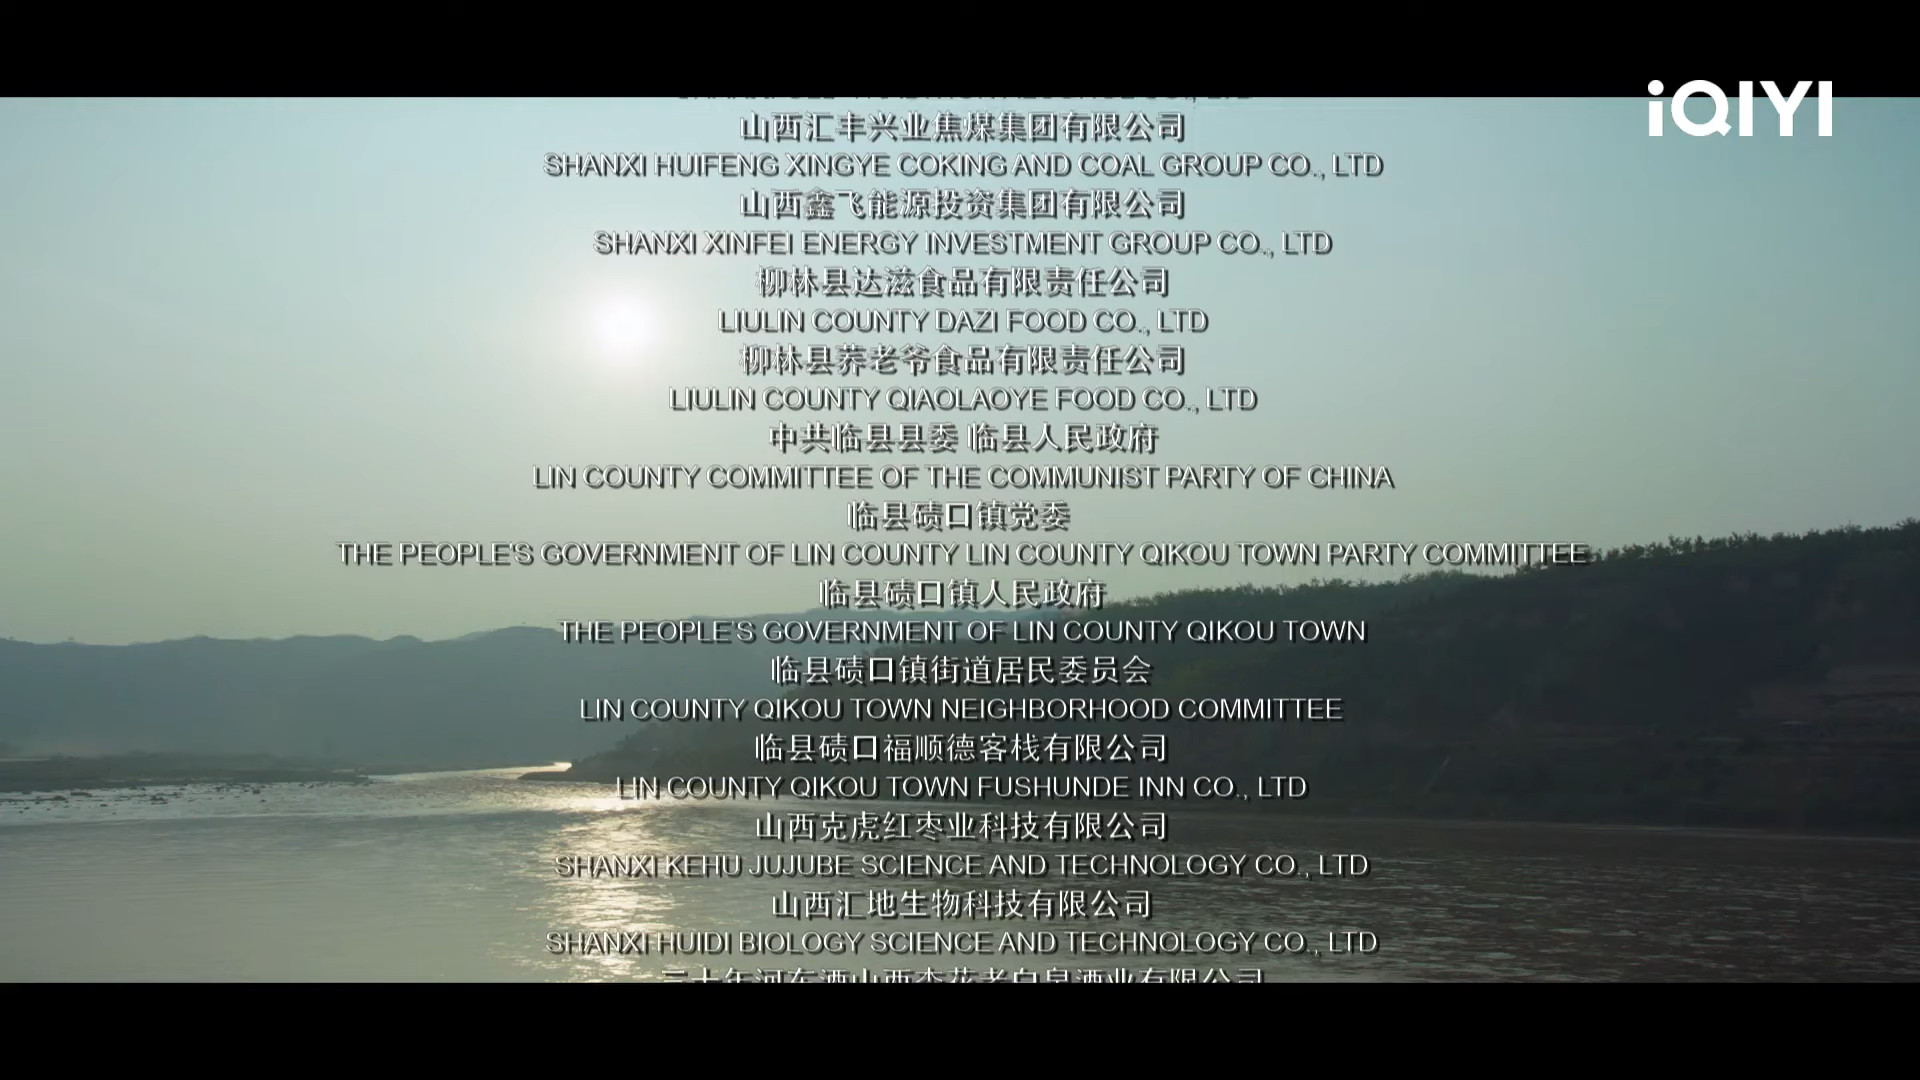 iQIYI
山西汇丰兴业焦煤集团有限公司
SHANXI HUIFENG XINGYE COKING AND COAL GROUP CO., LTD
山西鑫飞能源投资集团有限公司
SHANXI XINFEI ENERGY INVESTMENT GROUP CO., LTD
柳林县达滋食品有限责任公司
LIULIN COUNTY DAZI FOOD CO., LTD
柳林县荞老爷食品有限责任公司
LIULIN COUNTY QIAOLAOYE FOOD CO., LTD
中共临县县委 临县人民政府
LIN COUNTY COMMITTEE OF THE COMMUNIST PARTY OF CHINA
临县碛口镇党委
THE PEOPLE'S GOVERNMENT OF LIN COUNTY LIN COUNTY QIKOU TOWN PARTY COMMITTEE
临县碛口镇人民政府
THE PEOPLE'S GOVERNMENT OF LIN COUNTY QIKOU TOWN
临县碛口镇街道居民委员会
LIN COUNTY QIKOU TOWN NEIGHBORHOOD COMMITTEE
临县碛口福顺德客栈有限公司
LIN COUNTY QIKOU TOWN FUSHUNDE INN CO., LTD
山西克虎红枣业科技有限公司
SHANXI KEHU JUJUBE SCIENCE AND TECHNOLOGY CO., LTD
山西汇地生物科技有限公司
SHANXI HUIDI BIOLOGY SCIENCE AND TECHNOLOGY CO., LTD